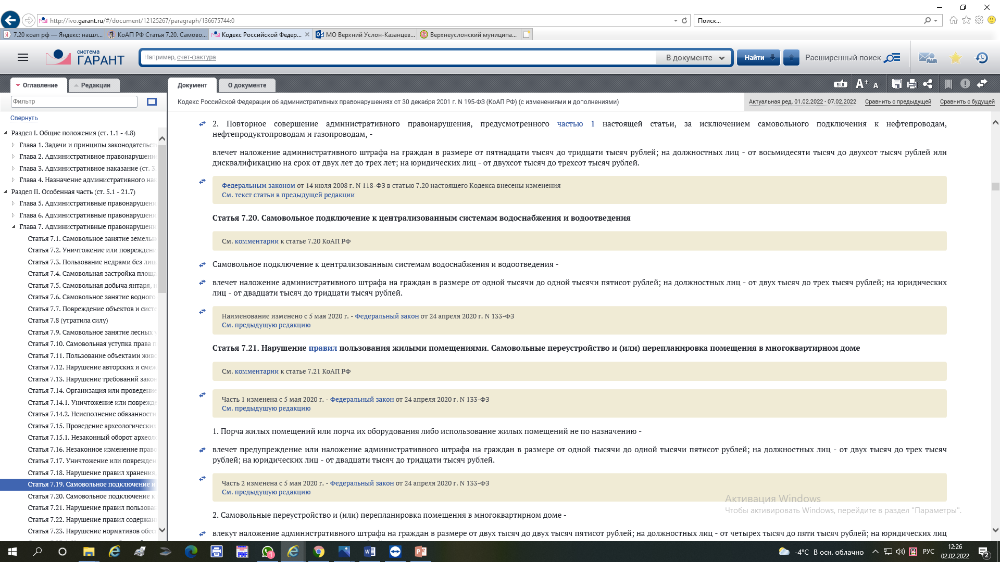 http://ivo.garant.ru/#/document/12125267/paragraph/136675744:0
Поиск...
7.20 коап рф — Яндекс: нашл...
КоАП РФ Статья 7.20. Самово...
Кодекс Российской Федер...
МО Верхний Услон-Казанцев...
Верхнеуслонский муниципа...
система
ГАРАНТ
Например, счет-фактура
В документе
Найти
Расширенный поиск
Оглавление
Редакции
Документ
О документе
ВКЛ
A+ A-
Фильтр
Кодекс Российской Федерации об административных правонарушениях от 30 декабря 2001 г. N 195-ФЗ (КоАП РФ) (с изменениями и дополнениями)
Актуальная ред. 01.02.2022 - 07.02.2022
Сравнить с предыдущей
Сравнить с будущей
Свернуть
Раздел I. Общие положения (ст. 1.1 - 4.8)
Глава 1. Задачи и принципы законодательст
Глава 2. Административное правонарушени
Глава 3. Административное наказание (ст. 3.
Глава 4. Назначение административного нак
Раздел II. Особенная часть (ст. 5.1 - 21.7)
Глава 5. Административные правонарушени
Глава 6. Административные правонарушени
Глава 7. Административные правонарушени
Статья 7.1. Самовольное занятие земельн
Статья 7.2. Уничтожение или повреждени
Статья 7.3. Пользование недрами без лиц
Статья 7.4. Самовольная застройка площа
Статья 7.5. Самовольная добыча янтаря, н
Статья 7.6. Самовольное занятие водного
Статья 7.7. Повреждение объектов и систе
Статья 7.8 (утратила силу)
Статья 7.9. Самовольное занятие лесных у
Статья 7.10. Самовольная уступка права п
Статья 7.11. Пользование объектами живо
Статья 7.12. Нарушение авторских и смеж
Статья 7.13. Нарушение требований закон
Статья 7.14. Организация или проведение
Статья 7.14.1. Уничтожение или поврежде
Статья 7.14.2. Неисполнение обязанности
Статья 7.15. Проведение археологических
Статья 7.15.1. Незаконный оборот археоло
Статья 7.16. Незаконное изменение право
Статья 7.17. Уничтожение или поврежден
Статья 7.18. Нарушение правил хранения,
Статья 7.19. Самовольное подключение и
Статья 7.20. Самовольное подключение к
Статья 7.21. Нарушение правил пользован
Статья 7.22. Нарушение правил содержан
Статья 7.23. Нарушение нормативов обесп
2. Повторное совершение административного правонарушения, предусмотренного частью 1 настоящей статьи, за исключением самовольного подключения к нефтепроводам,
нефтепродуктопроводам и газопроводам, -
влечет наложение административного штрафа на граждан в размере от пятнадцати тысяч до тридцати тысяч рублей; на должностных лиц - от восьмидесяти тысяч до двухсот тысяч рублей или
дисквалификацию на срок от двух лет до трех лет; на юридических лиц - от двухсот тысяч до трехсот тысяч рублей.
Федеральным законом от 14 июля 2008 г. N 118-ФЗ в статью 7.20 настоящего Кодекса внесены изменения
См. текст статьи в предыдущей редакции
Статья 7.20. Самовольное подключение к централизованным системам водоснабжения и водоотведения
См. комментарии к статье 7.20 КоАП РФ
Самовольное подключение к централизованным системам водоснабжения и водоотведения -
влечет наложение административного штрафа на граждан в размере от одной тысячи до одной тысячи пятисот рублей; на должностных лиц - от двух тысяч до трех тысяч рублей; на юридических
лиц - от двадцати тысяч до тридцати тысяч рублей.
Наименование изменено с 5 мая 2020 г. - Федеральный закон от 24 апреля 2020 г. N 133-ФЗ
См. предыдущую редакцию
Статья 7.21. Нарушение правил пользования жилыми помещениями. Самовольные переустройство и (или) перепланировка помещения в многоквартирном доме
См. комментарии к статье 7.21 КоАП РФ
Часть 1 изменена с 5 мая 2020 г. - Федеральный закон от 24 апреля 2020 г. N 133-ФЗ
См. предыдущую редакцию
1. Порча жилых помещений или порча их оборудования либо использование жилых помещений не по назначению -
влечет предупреждение или наложение административного штрафа на граждан в размере от одной тысячи до одной тысячи пятисот рублей; на должностных лиц - от двух тысяч до трех тысяч
рублей; на юридических лиц - от двадцати тысяч до тридцати тысяч рублей.
Часть 2 изменена с 5 мая 2020 г. - Федеральный закон от 24 апреля 2020 г. N 133-ФЗ
См. предыдущую редакцию
2. Самовольные переустройство и (или) перепланировка помещения в многоквартирном доме -
влекут наложение административного штрафа на граждан в размере от двух тысяч до двух тысяч пятисот рублей; на должностных лиц - от четырех тысяч до пяти тысяч рублей; на юридических лиц
Активация Windows
Чтобы активировать Windows, перейдите в раздел "Параметры".
-4°C В осн. облачно
РУС
12:26
02.02.2022
2
1